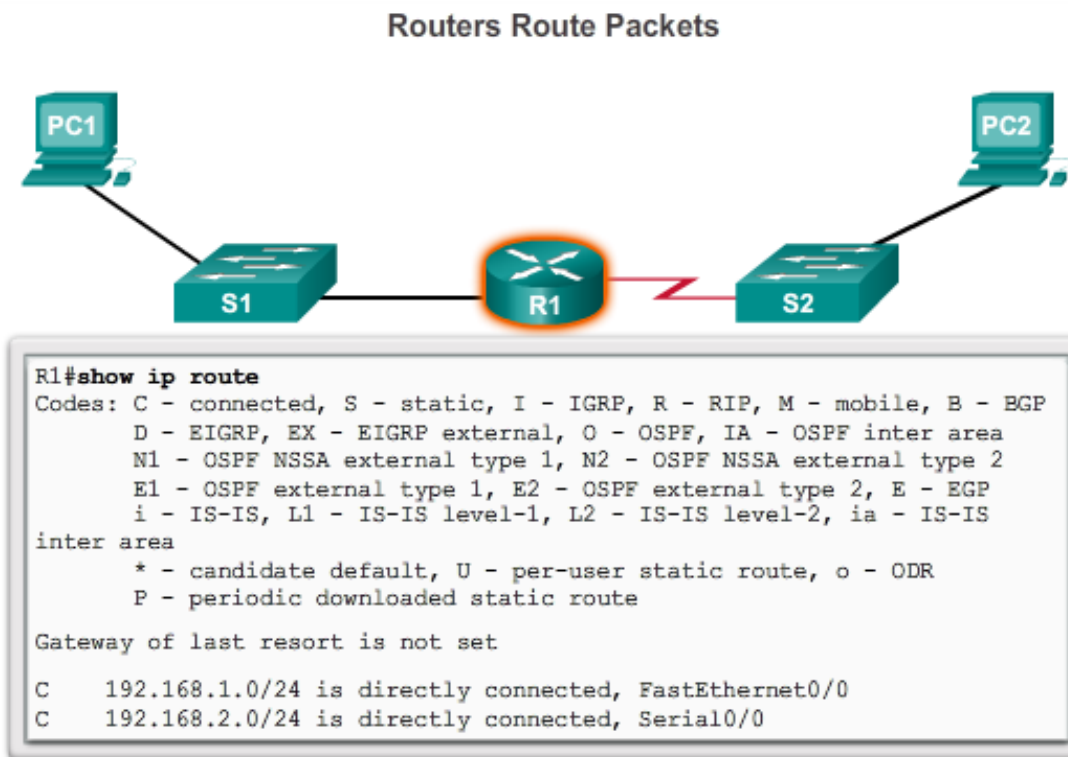 Routers Route Packets
PC1
PC2
S1
R1
S2
R1#show ip route
Codes: C - connected, S - static, I - IGRP, R - RIP, M - mobile, B - BGP
D - EIGRP, EX - EIGRP external, O - OSPF, IA - OSPF inter area
N1 - OSPF NSSA external type 1, N2 - OSPF NSSA external type 2
E1 - OSPF external type 1, E2 - OSPF external type 2, E - EGP
i - IS-IS, L1 - IS-IS level-1, L2 - IS-IS level-2, ia - IS-IS
inter area
* - candidate default, U - per-user static route, o - ODR
P - periodic downloaded static route
Gateway of last resort is not set
C 192.168.1.0/24 is directly connected, FastEthernet0/0
C 192.168.2.0/24 is directly connected, Serial0/0